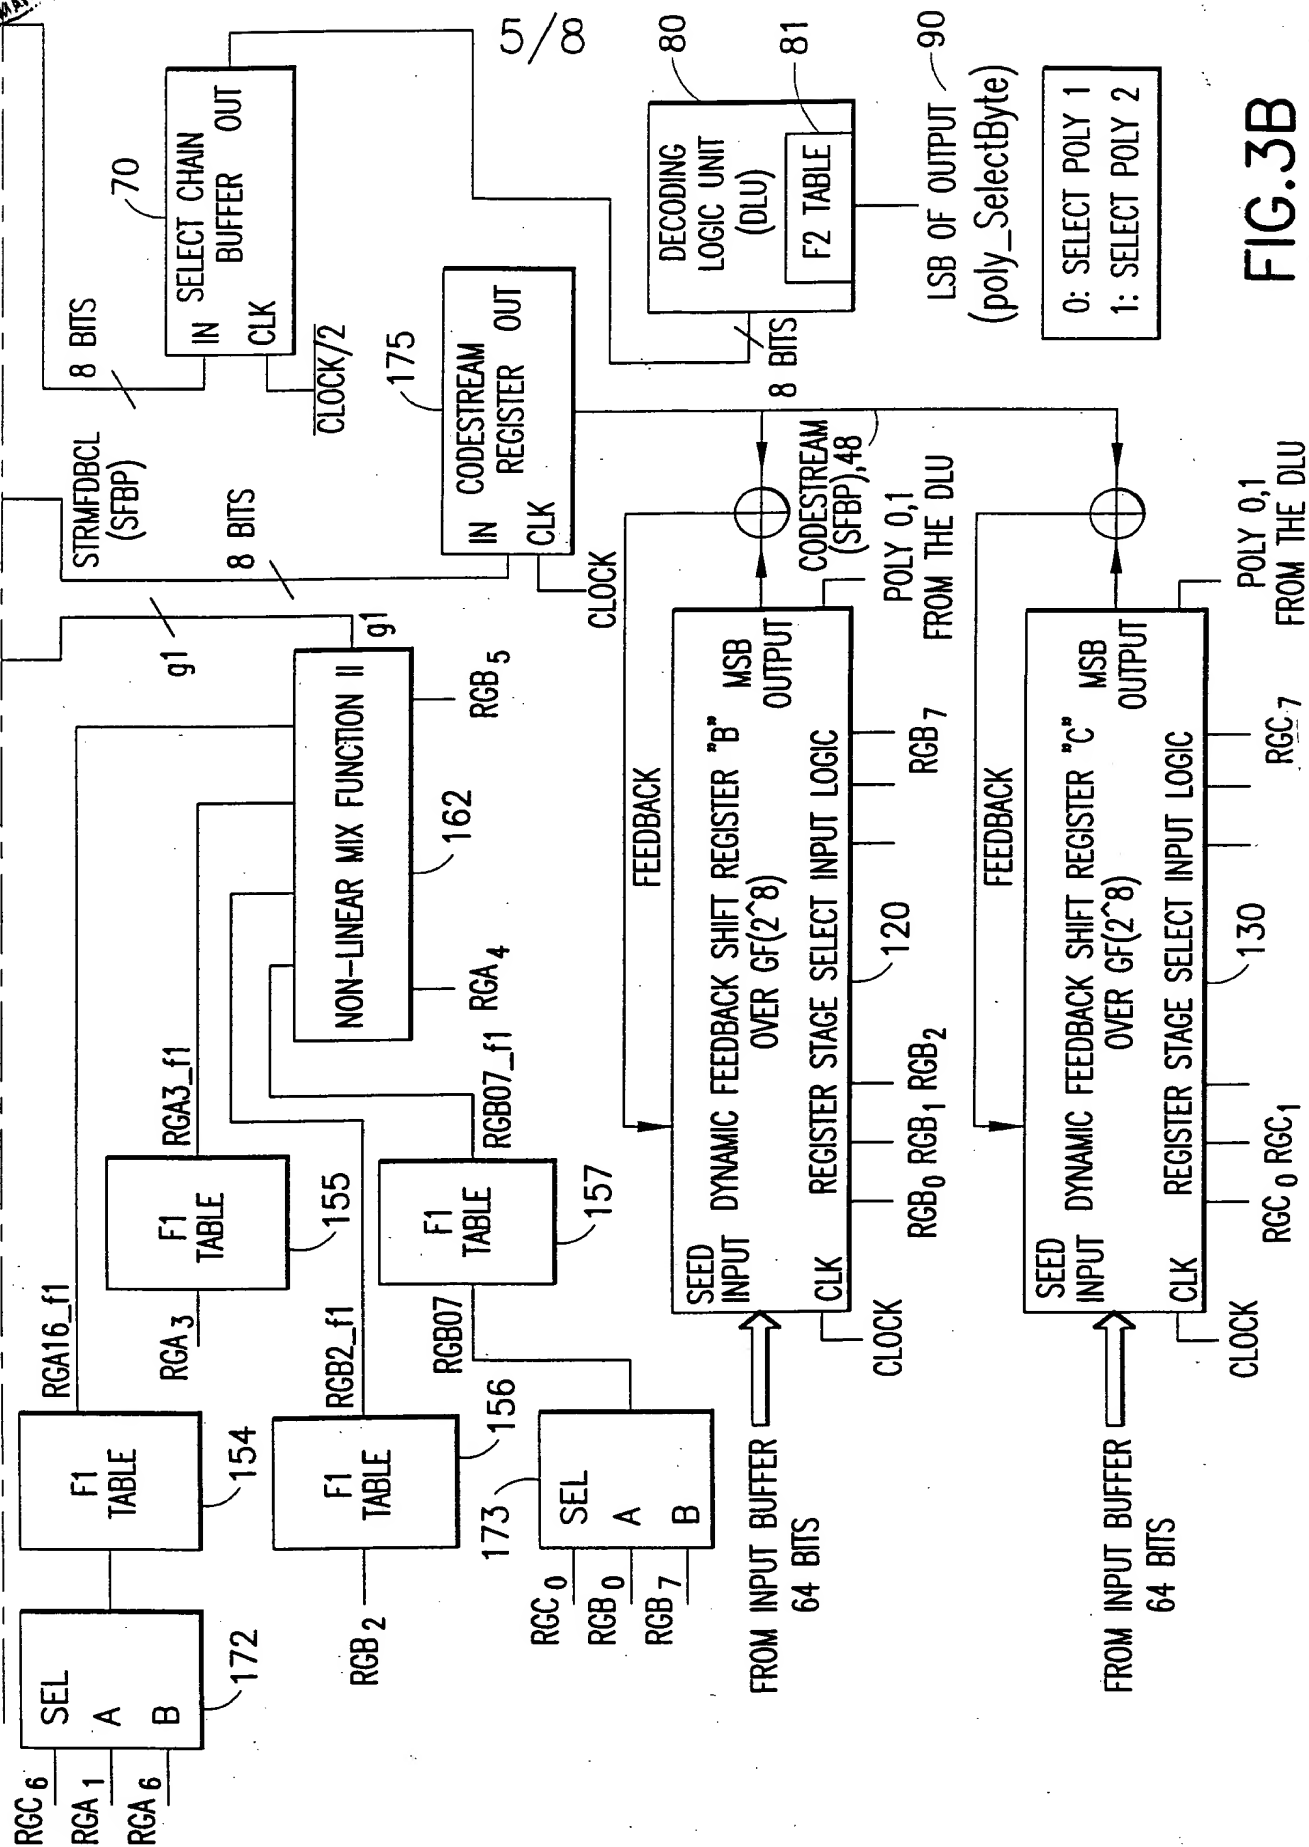 5/8
8 BITS
70
SELECT CHAIN
BUFFER
IN
OUT
CLK
CLOCK/2
STRMFDBCL
(SFBP)
8 BITS
175
CODESTREAM
REGISTER
IN
OUT
CLK
CLOCK
80
DECODING
LOGIC UNIT
(DLU)
81
F2 TABLE
8 BITS
LSB OF OUTPUT
90
(poly_SelectByte)
0: SELECT POLY 1
1: SELECT POLY 2
g1
g1
NON-LINEAR MIX FUNCTION II
162
RGA4
RGB5
RGC6
RGA1
RGA6
SEL
A
B
172
F1
TABLE
154
RGA16_f1
RGA3
F1
TABLE
155
RGA3_f1
RGB2
F1
TABLE
156
RGB2_f1
RGC0
RGB0
RGB7
SEL
A
B
173
RGB07
F1
TABLE
157
RGB07_f1
FEEDBACK
CODESTREAM
(SFBP),48
FROM INPUT BUFFER
64 BITS
SEED
INPUT
DYNAMIC FEEDBACK SHIFT REGISTER "B"
OVER GF(2^8)
MSB
OUTPUT
REGISTER STAGE SELECT INPUT LOGIC
CLK
CLOCK
RGB0 RGB1 RGB2
120
RGB7
POLY 0,1
FROM THE DLU
FEEDBACK
FROM INPUT BUFFER
64 BITS
SEED
INPUT
DYNAMIC FEEDBACK SHIFT REGISTER "C"
OVER GF(2^8)
MSB
OUTPUT
REGISTER STAGE SELECT INPUT LOGIC
CLK
CLOCK
RGC0 RGC1
130
RGC7
POLY 0,1
FROM THE DLU
FIG.3B